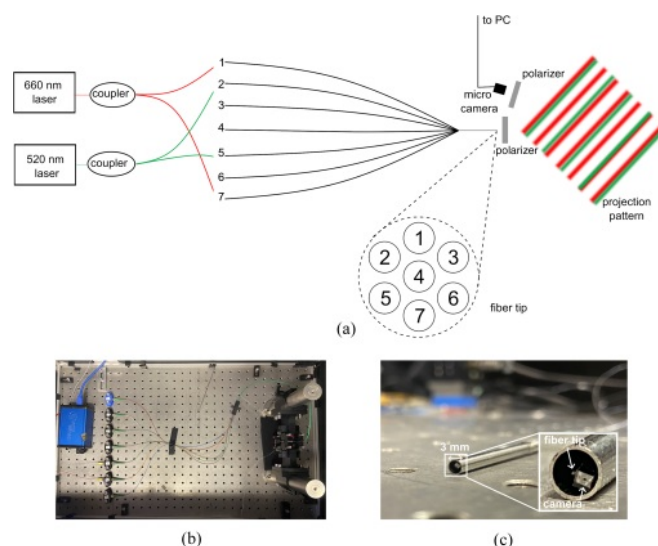 to PC
660 nm
laser
coupler
520 nm
laser
coupler
1
2
3
4
5
6
7
micro
camera
polarizer
polarizer
projection
pattern
1
2
3
4
5
6
7
fiber tip
(a)
3 mm
fiber tip
camera
(b)
(c)